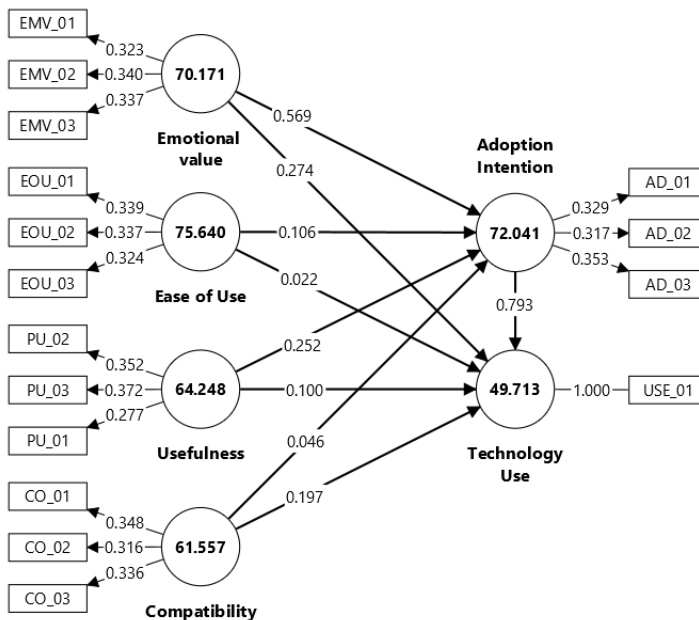 EMV_01
0.323
EMV_02
0.340
70.171
EMV_03
0.337
0.569
Emotional
value
Adoption
Intention
0.274
EOU_01
0.339
EOU_02
0.337
75.640
0.106
EOU_03
0.324
72.041
AD_01
0.329
AD_02
0.317
AD_03
0.353
Ease of Use
0.022
0.793
PU_02
0.352
0.252
PU_03
0.372
64.248
0.100
49.713
1.000
USE_01
PU_01
0.277
Usefulness
0.046
Technology
Use
CO_01
0.348
0.197
CO_02
0.316
61.557
CO_03
0.336
Compatibility